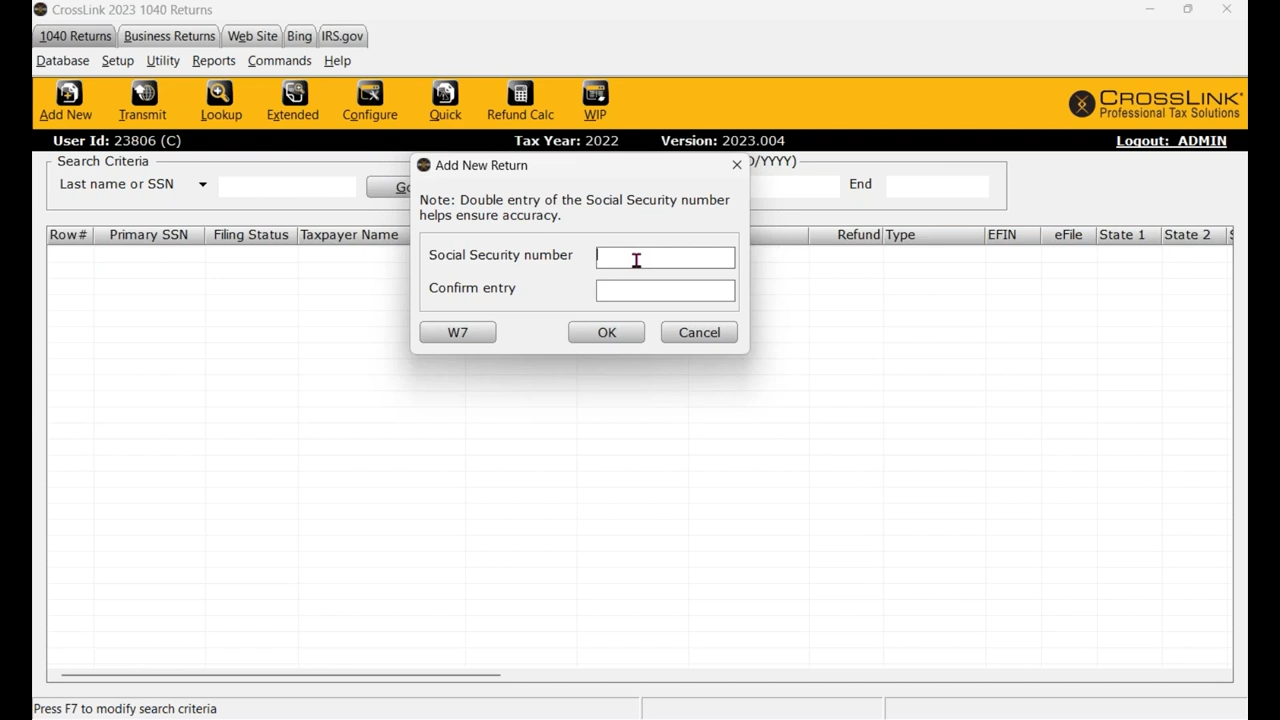 CrossLink 2023 1040 Returns
1040 Returns Business Returns Web Site Bing IRS.gov
Database Setup Utility Reports Commands Help
Add New Transmit Lookup Extended Configure Quick Refund Calc WIP
CROSSLINK
Professional Tax Solutions
User Id: 23806 (C) Tax Year: 2022 Version: 2023.004 Logout: ADMIN
Search Criteria
Add New Return
/YYYY)
Last name or SSN
End
Note: Double entry of the Social Security number
helps ensure accuracy.
Row# Primary SSN Filing Status Taxpayer Name Refund Type EFIN eFile State 1 State 2
Social Security number
Confirm entry
W7 OK Cancel
Press F7 to modify search criteria